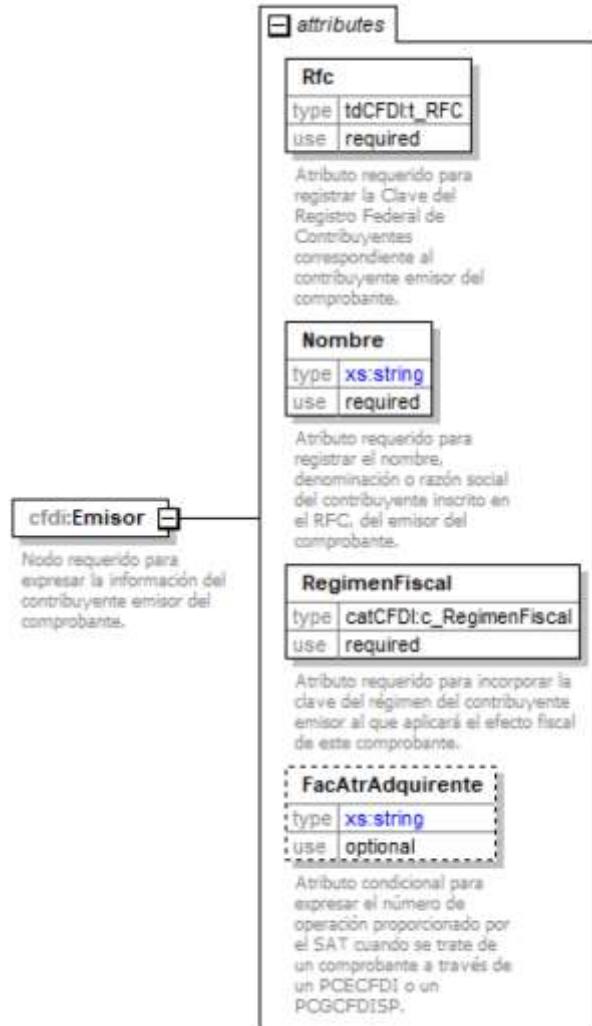 attributes
Rfc
type tdCFDI:t_RFC
use required
Atributo requerido para
registrar la Clave del
Registro Federal de
Contribuyentes
correspondiente al
contribuyente emisor del
comprobante.
Nombre
type xs:string
use required
Atributo requerido para
registrar el nombre,
denominación o razón social
del contribuyente inscrito en
el RFC, del emisor del
comprobante.
cfdi:Emisor
Nodo requerido para
expresar la información del
contribuyente emisor del
comprobante.
RegimenFiscal
type catCFDI:c_RegimenFiscal
use required
Atributo requerido para incorporar la
clave del régimen del contribuyente
emisor al que aplicará el efecto fiscal
de este comprobante.
FacAtrAdquirente
type xs:string
use optional
Atributo condicional para
expresar el número de
operación proporcionado por
el SAT cuando se trate de
un comprobante a través de
un PCECFDI o un
PCGCFDISP.